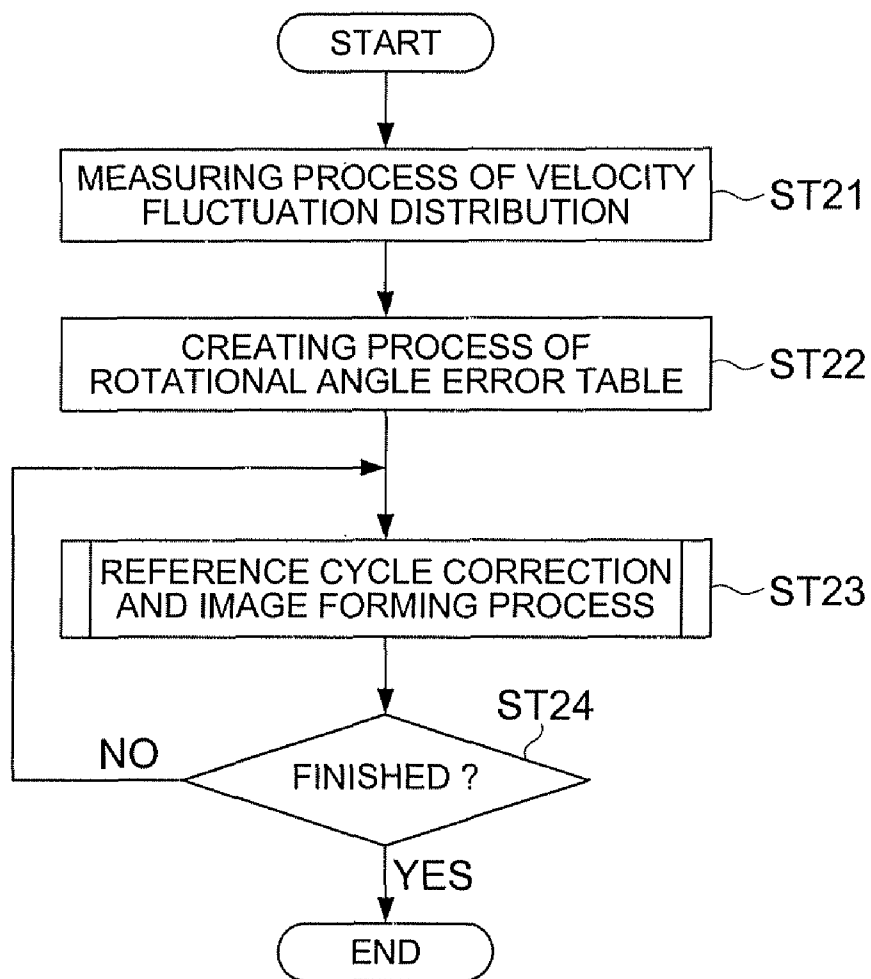 START
MEASURING PROCESS OF VELOCITY
FLUCTUATION DISTRIBUTION
ST21
CREATING PROCESS OF
ROTATIONAL ANGLE ERROR TABLE
ST22
REFERENCE CYCLE CORRECTION
AND IMAGE FORMING PROCESS
ST23
ST24
NO
FINISHED ?
YES
END